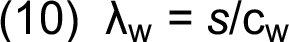 (10) λw = s/cw